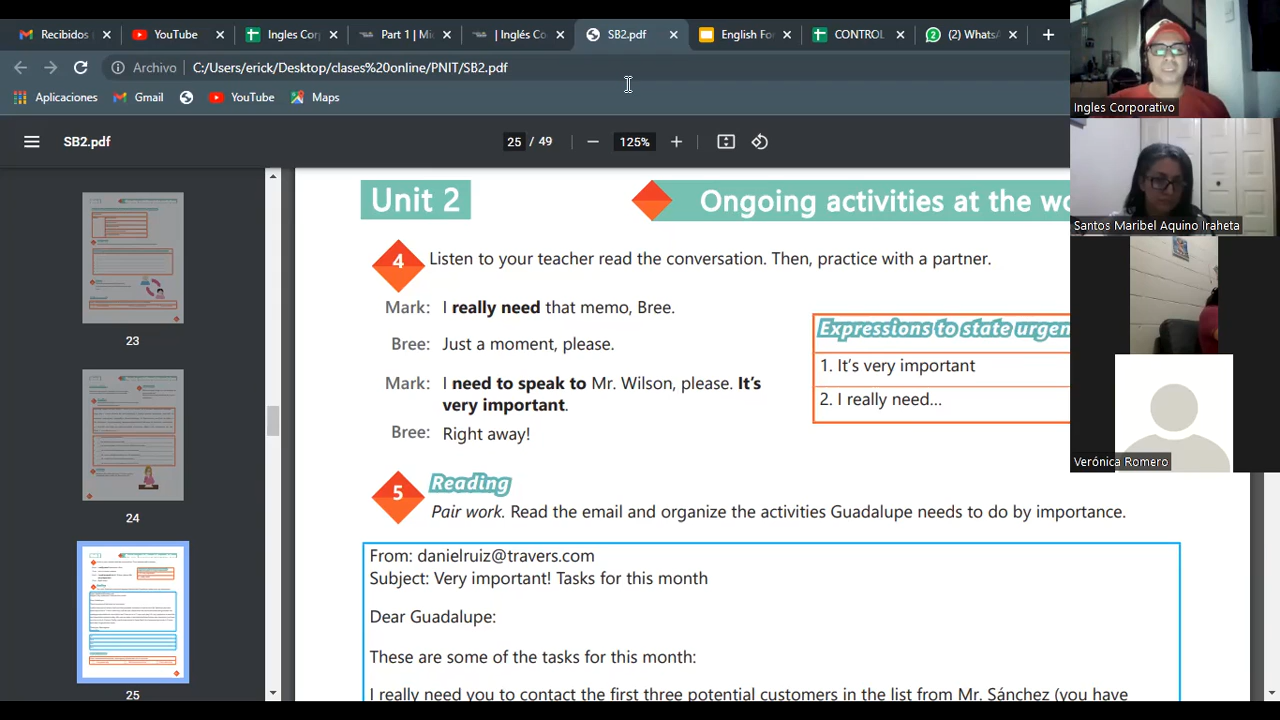 Recibidos (
YouTube
Ingles Corp
Part 1 | Mi
| Inglés Co
SB2.pdf
English For
CONTROL
(2) Whats
Archivo
C:/Users/erick/Desktop/clases%20online/PNIT/SB2.pdf
Aplicaciones
Gmail
YouTube
Maps
SB2.pdf
25 / 49
125%
Ingles Corporativo
Santos Maribel Aquino Iraheta
Verónica Romero
23
24
25
Unit 2
Ongoing activities at the wo
4 Listen to your teacher read the conversation. Then, practice with a partner.
Mark: I really need that memo, Bree.
Bree: Just a moment, please.
Mark: I need to speak to Mr. Wilson, please. It's
very important.
Bree: Right away!
Expressions to state urgen
1. It's very important
2. I really need...
5 Reading
Pair work. Read the email and organize the activities Guadalupe needs to do by importance.
From: danielruiz@travers.com
Subject: Very important! Tasks for this month
Dear Guadalupe:
These are some of the tasks for this month:
I really need you to contact the first three potential customers in the list from Mr. Sánchez (you have